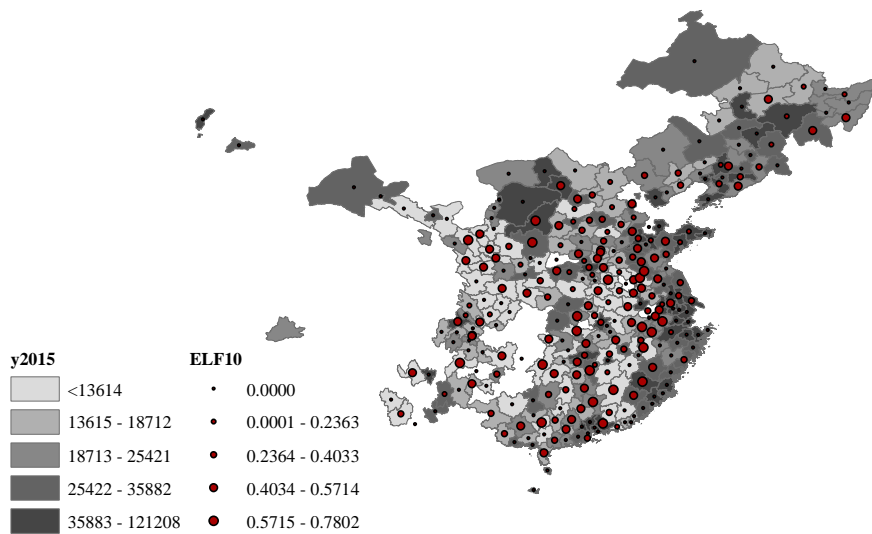 y2015 ELF10
<13614 0.0000
13615 - 18712 0.0001 - 0.2363
18713 - 25421 0.2364 - 0.4033
25422 - 35882 0.4034 - 0.5714
35883 - 121208 0.5715 - 0.7802